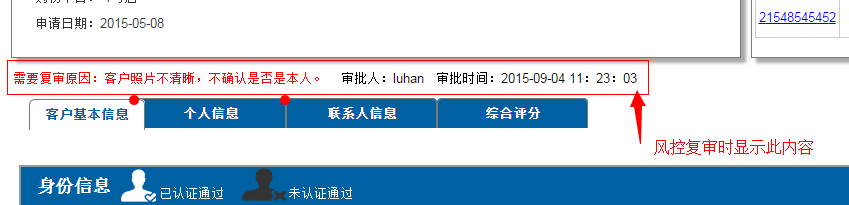 申请日期：2015-05-08
21548545452
需要复审原因：客户照片不清晰，不确认是否是本人。 审批人：luhan 审批时间：2015-09-04 11：23：03
客户基本信息 个人信息 联系人信息 综合评分
风控复审时显示此内容
身份信息 已认证通过 未认证通过